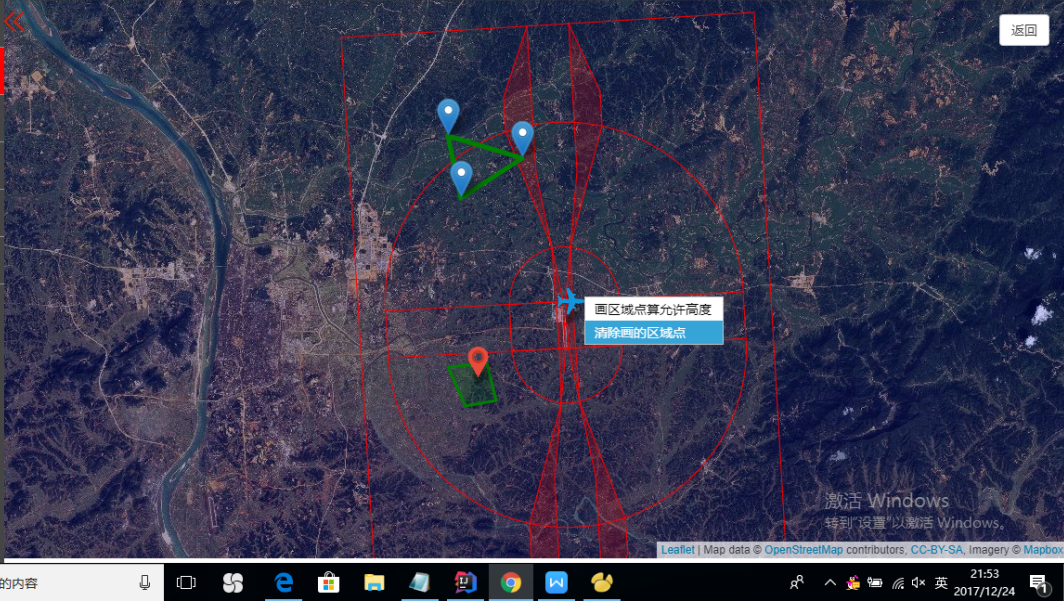 返回
画区域点算允许高度
清除画的区域点
激活 Windows
转到"设置"以激活 Windows。
Leaflet | Map data © OpenStreetMap contributors, CC-BY-SA, Imagery © Mapbox
的内容
英
21:53
2017/12/24
1